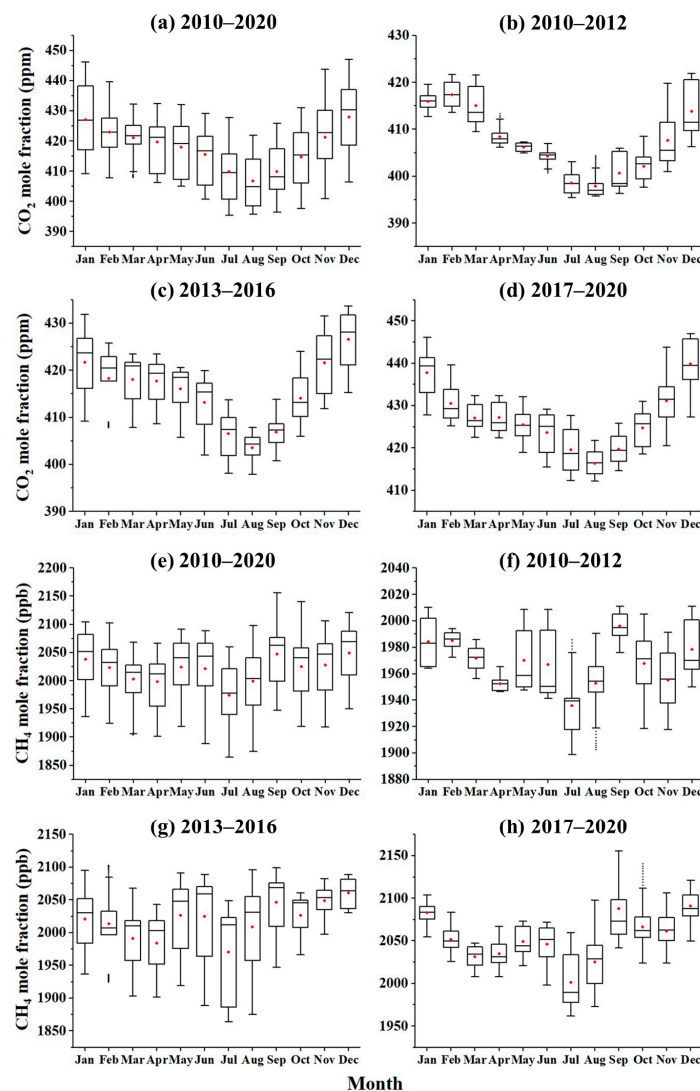 (a) 2010–2020
CO₂ mole fraction (ppm)
450
440
430
420
410
400
390
Jan Feb Mar Apr May Jun Jul Aug Sep Oct Nov Dec
(b) 2010–2012
420
410
400
390
Jan Feb Mar Apr May Jun Jul Aug Sep Oct Nov Dec
(c) 2013–2016
CO₂ mole fraction (ppm)
430
420
410
400
390
Jan Feb Mar Apr May Jun Jul Aug Sep Oct Nov Dec
(d) 2017–2020
450
440
430
420
410
Jan Feb Mar Apr May Jun Jul Aug Sep Oct Nov Dec
(e) 2010–2020
CH₄ mole fraction (ppb)
2200
2150
2100
2050
2000
1950
1900
1850
Jan Feb Mar Apr May Jun Jul Aug Sep Oct Nov Dec
(f) 2010–2012
2040
2020
2000
1980
1960
1940
1920
1900
1880
Jan Feb Mar Apr May Jun Jul Aug Sep Oct Nov Dec
(g) 2013–2016
CH₄ mole fraction (ppb)
2150
2100
2050
2000
1950
1900
1850
Jan Feb Mar Apr May Jun Jul Aug Sep Oct Nov Dec
(h) 2017–2020
2150
2100
2050
2000
1950
Jan Feb Mar Apr May Jun Jul Aug Sep Oct Nov Dec
Month